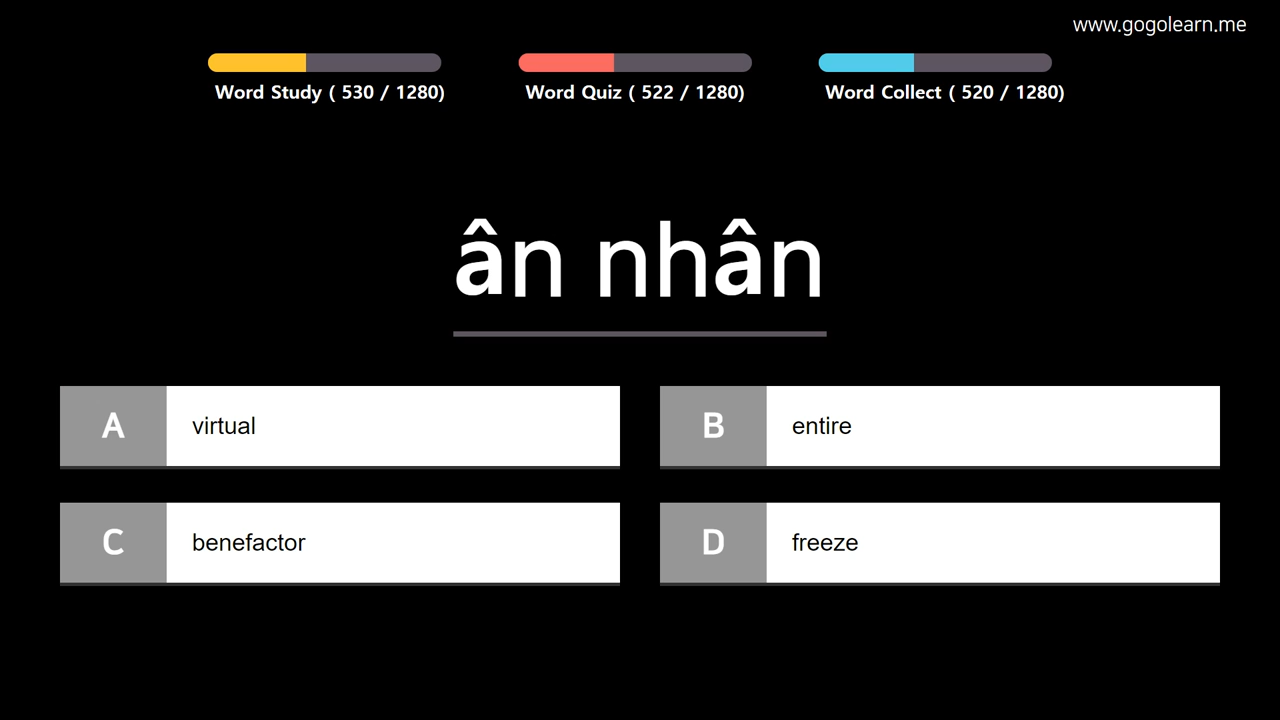 www.gogolearn.me
Word Study ( 530 / 1280)
Word Quiz ( 522 / 1280)
Word Collect ( 520 / 1280)
ân nhân
A virtual
B entire
C benefactor
D freeze